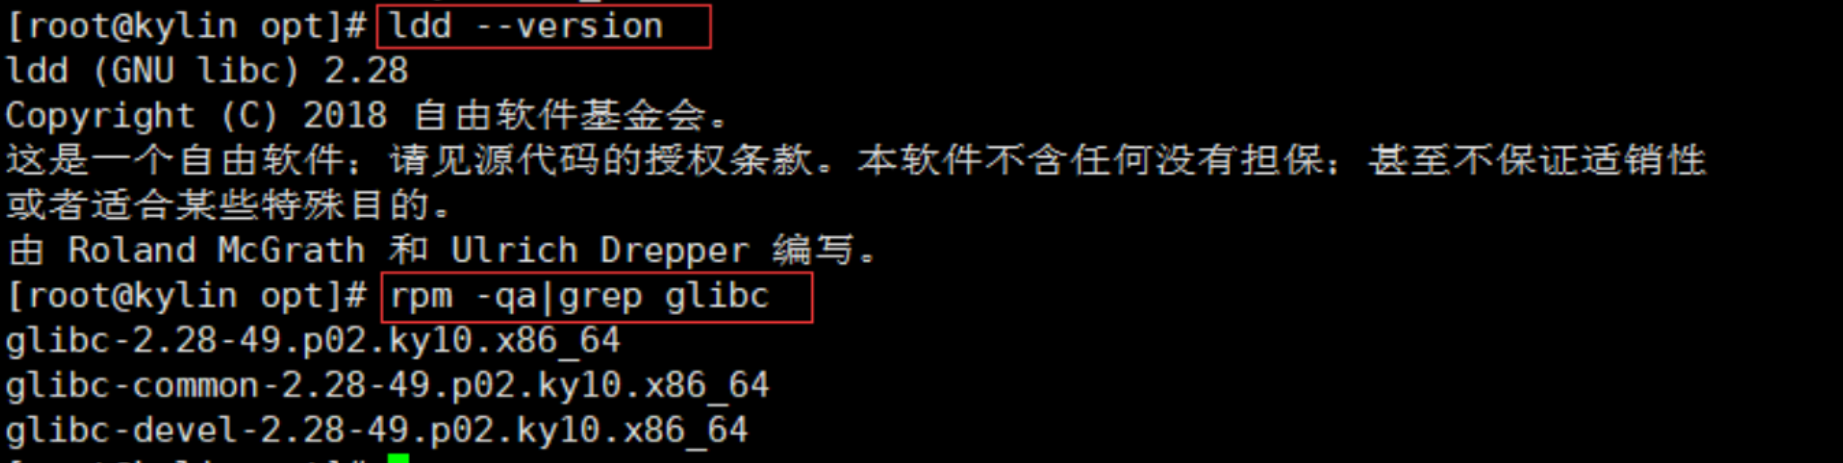 [root@kylin opt]# ldd --version
ldd (GNU libc) 2.28
Copyright (C) 2018 自由软件基金会。
这是一个自由软件；请见源代码的授权条款。本软件不含任何没有担保；甚至不保证适销性
或者适合某些特殊目的。
由 Roland McGrath 和 Ulrich Drepper 编写。
[root@kylin opt]# rpm -qa|grep glibc
glibc-2.28-49.p02.ky10.x86_64
glibc-common-2.28-49.p02.ky10.x86_64
glibc-devel-2.28-49.p02.ky10.x86_64